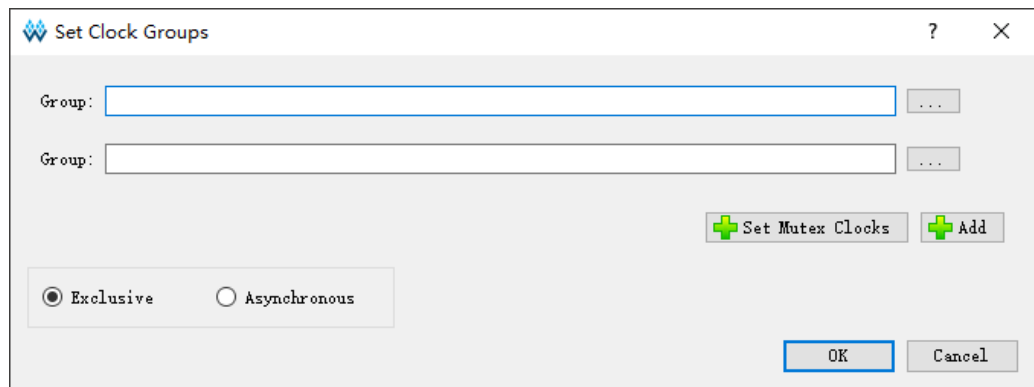 Set Clock Groups ?
Group: ...
Group: ...
Set Mutex Clocks Add
Exclusive Asynchronous
OK Cancel